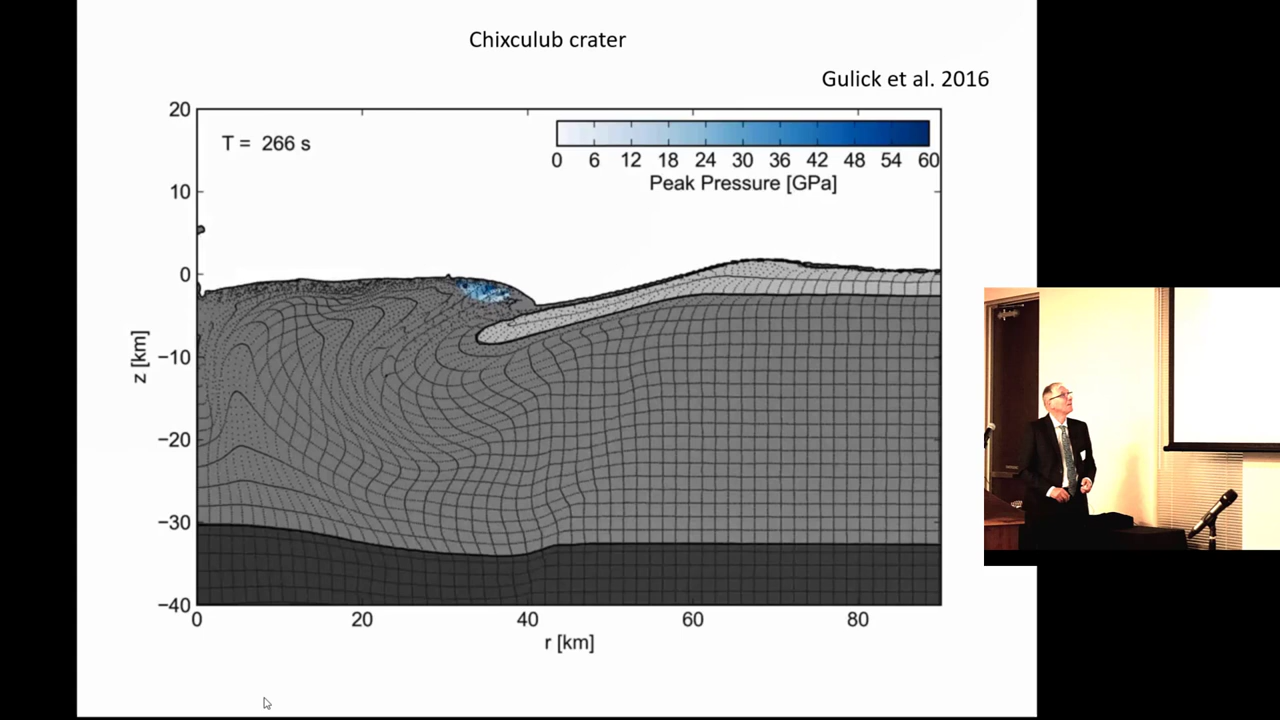 Chixculub crater
Gulick et al. 2016
T = 266 s
0 6 12 18 24 30 36 42 48 54 60
Peak Pressure [GPa]
20
10
0
−10
−20
−30
−40
z [km]
0 20 40 60 80
r [km]